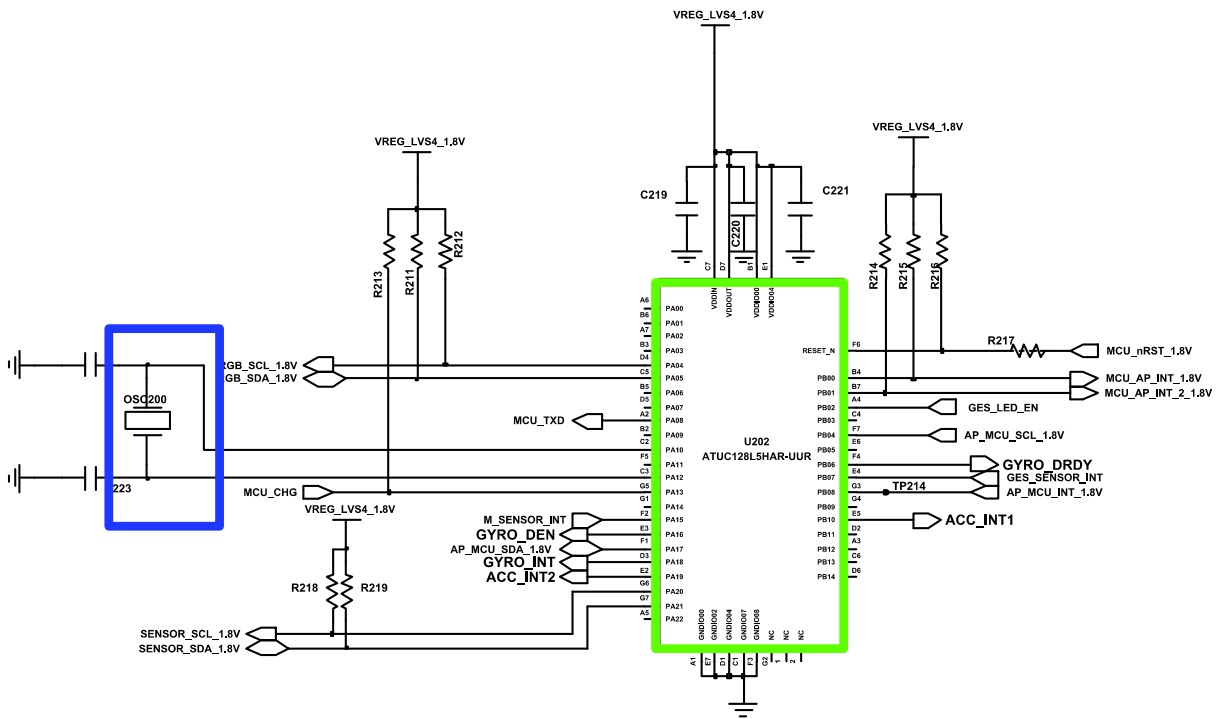 VREG_LVS4_1.8V
VREG_LVS4_1.8V
VREG_LVS4_1.8V
C219
C220
C221
R213
R211
R212
R214
R215
R216
C7
D7
B1
E1
VDDIN
VDDOUT
VDDIO00
VDDIO04
OSC200
223
RGB_SCL_1.8V
GB_SDA_1.8V
MCU_TXD
MCU_CHG
VREG_LVS4_1.8V
M_SENSOR_INT
GYRO_DEN
AP_MCU_SDA_1.8V
GYRO_INT
ACC_INT2
R218
R219
SENSOR_SCL_1.8V
SENSOR_SDA_1.8V
A6 PA00
B6 PA01
A7 PA02
B3 PA03
D4 PA04
C5 PA05
B5 PA06
D5 PA07
A2 PA08
B2 PA09
C2 PA10
F5 PA11
C3 PA12
G5 PA13
G1 PA14
F2 PA15
E3 PA16
F1 PA17
D3 PA18
E2 PA19
G6 PA20
G7 PA21
A5 PA22
U202
ATUC128L5HAR-UUR
RESET_N F6
PB00 B4
PB01 B7
PB02 A4
PB03 C4
PB04 F7
PB05 E6
PB06 F4
PB07 E4
PB08 G3
PB09 G4
PB10 E5
PB11 D2
PB12 A3
PB13 C6
PB14 D6
R217
MCU_nRST_1.8V
MCU_AP_INT_1.8V
MCU_AP_INT_2_1.8V
GES_LED_EN
AP_MCU_SCL_1.8V
GYRO_DRDY
GES_SENSOR_INT
TP214
AP_MCU_INT_1.8V
ACC_INT1
GNDIO00
GNDIO02
GNDIO04
GNDIO07
GNDIO08
NC
NC
NC
A1
E7
D1
C1
F3
G2
1
2